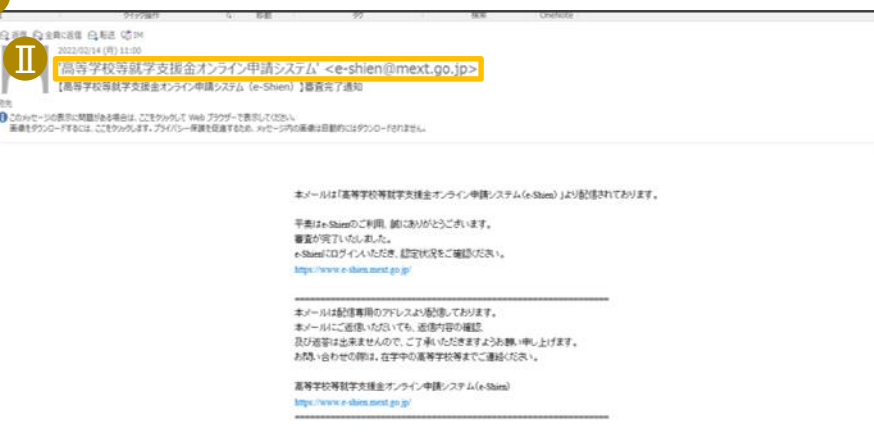 クイック操作 移動 タグ 検索 OneNote
返信 全員に返信 転送 IM
2022/02/14 (月) 11:00
Ⅱ
'高等学校等就学支援金オンライン申請システム' <e-shien@mext.go.jp>
【高等学校等就学支援金オンライン申請システム（e-Shien）】審査完了通知
宛先
このメッセージの表示に問題がある場合は、ここをクリックして Web ブラウザーで表示してください。
画像をダウンロードするには、ここをクリックします。プライバシー保護を促進するため、メッセージ内の画像は自動的にはダウンロードされません。
本メールは「高等学校等就学支援金オンライン申請システム(e-Shien)」より配信されております。
平素はe-Shienのご利用、誠にありがとうございます。
審査が完了いたしました。
e-Shienにログインいただき、認定状況をご確認ください。
https://www.e-shien.mext.go.jp/
本メールは配信専用のアドレスより配信しております。
本メールにご返信いただいても、返信内容の確認、
及び返答は出来ませんので、ご了承いただきますようお願い申し上げます。
お問い合わせの際は、在学中の高等学校等までご連絡ください。
高等学校等就学支援金オンライン申請システム(e-Shien)
https://www.e-shien.mext.go.jp/